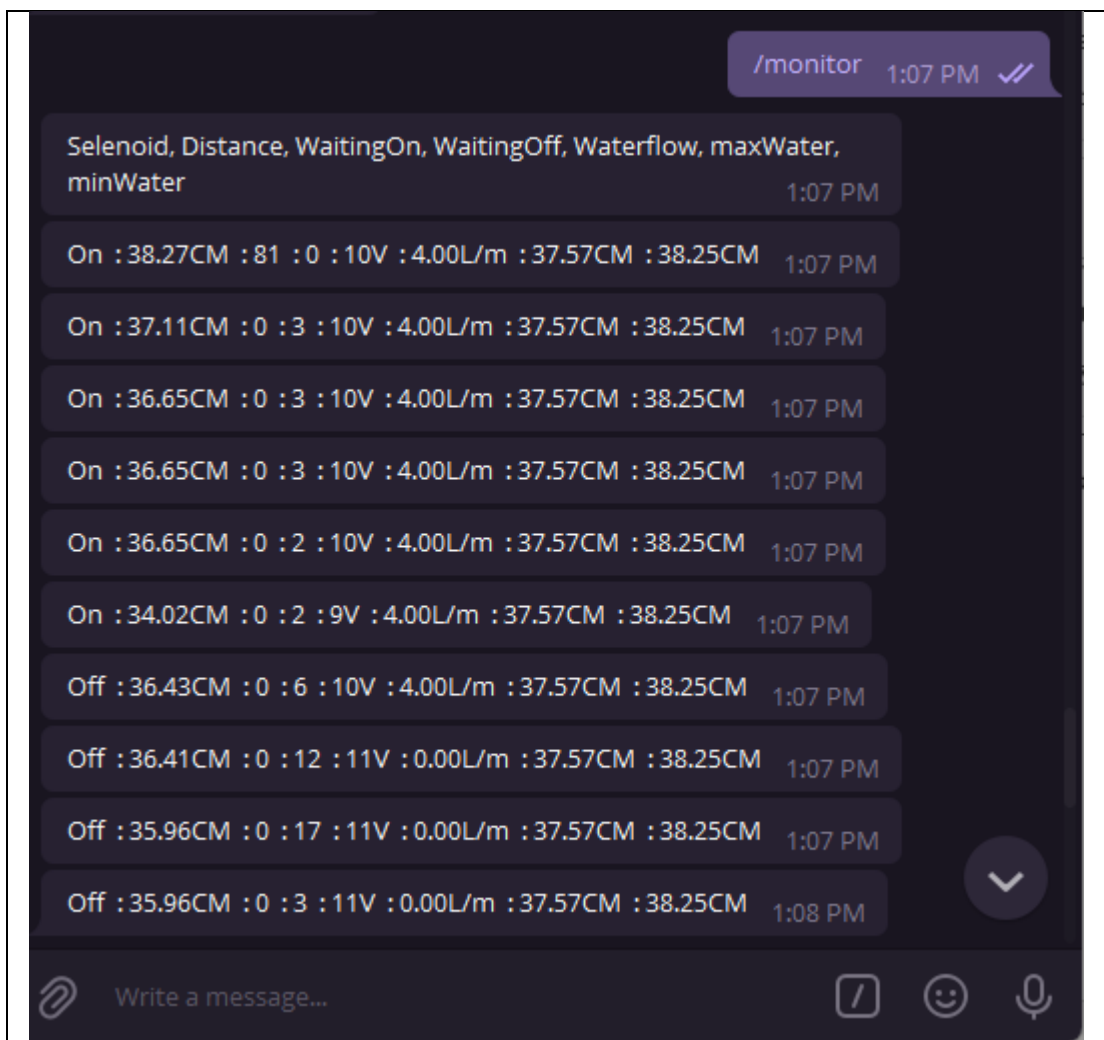 /monitor 1:07 PM
Selenoid, Distance, WaitingOn, WaitingOff, Waterflow, maxWater,
minWater 1:07 PM
On :38.27CM :81 :0 :10V :4.00L/m :37.57CM :38.25CM 1:07 PM
On :37.11CM :0 :3 :10V :4.00L/m :37.57CM :38.25CM 1:07 PM
On :36.65CM :0 :3 :10V :4.00L/m :37.57CM :38.25CM 1:07 PM
On :36.65CM :0 :3 :10V :4.00L/m :37.57CM :38.25CM 1:07 PM
On :36.65CM :0 :2 :10V :4.00L/m :37.57CM :38.25CM 1:07 PM
On :34.02CM :0 :2 :9V :4.00L/m :37.57CM :38.25CM 1:07 PM
Off :36.43CM :0 :6 :10V :4.00L/m :37.57CM :38.25CM 1:07 PM
Off :36.41CM :0 :12 :11V :0.00L/m :37.57CM :38.25CM 1:07 PM
Off :35.96CM :0 :17 :11V :0.00L/m :37.57CM :38.25CM 1:07 PM
Off :35.96CM :0 :3 :11V :0.00L/m :37.57CM :38.25CM 1:08 PM
Write a message...